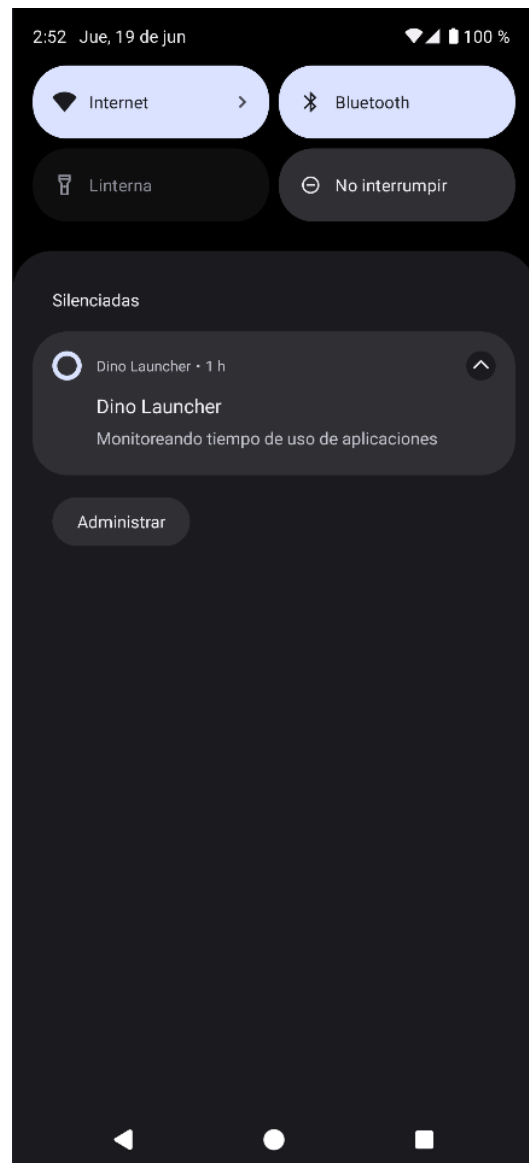 2:52 Jue, 19 de jun 100 %
Internet Bluetooth
Linterna No interrumpir
Silenciadas
Dino Launcher • 1 h
Dino Launcher
Monitoreando tiempo de uso de aplicaciones
Administrar